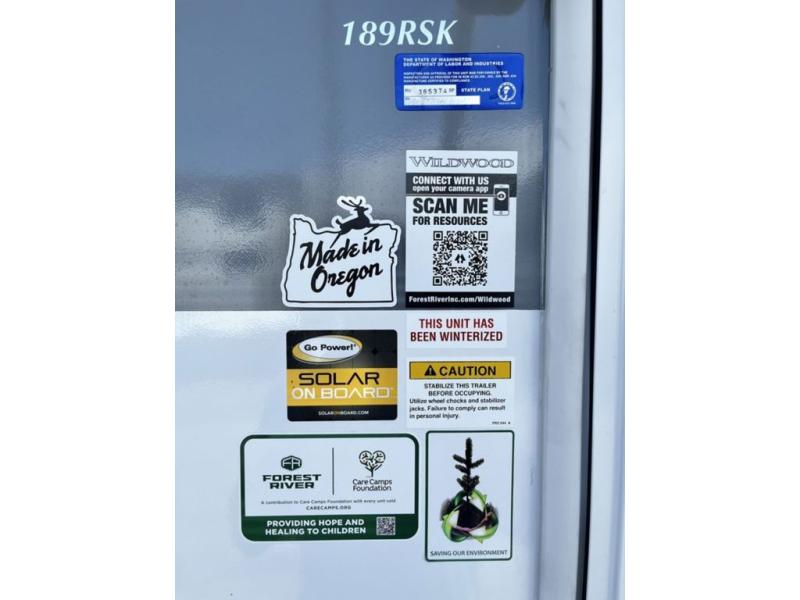 189RSK
THE STATE OF WASHINGTON
DEPARTMENT OF LABOR AND INDUSTRIES
385374
STATE PLAN
WILDWOOD
CONNECT WITH US
open your camera app
SCAN ME
FOR RESOURCES
ForestRiverInc.com/Wildwood
Made in
Oregon
THIS UNIT HAS
BEEN WINTERIZED
Go Power!
SOLAR
ON BOARD
SOLARONBOARD.COM
CAUTION
STABILIZE THIS TRAILER
BEFORE OCCUPYING.
Utilize wheel chocks and stabilizer
jacks. Failure to comply can result
in personal injury.
FR
FOREST
RIVER
Care Camps
Foundation
A contribution to Care Camps Foundation with every unit sold
CARECAMPS.ORG
PROVIDING HOPE AND
HEALING TO CHILDREN
SAVING OUR ENVIRONMENT